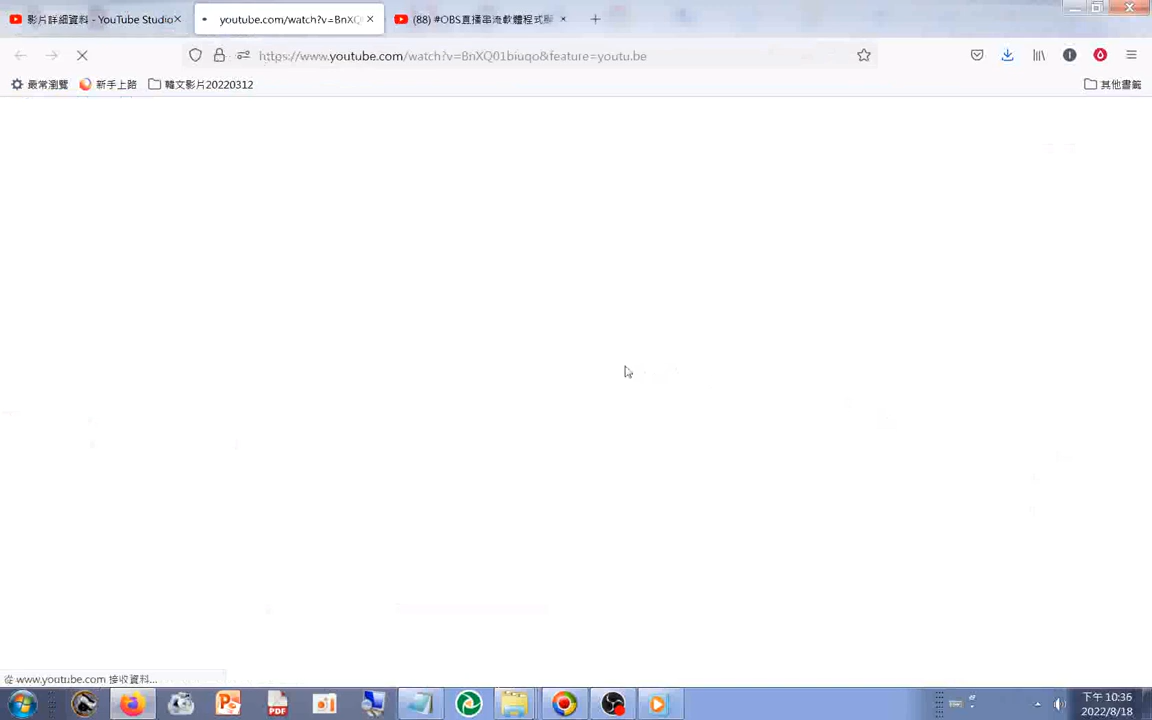 影片詳細資料 - YouTube Studio
youtube.com/watch?v=BnXQ
(88) #OBS直播串流軟體程式
https://www.youtube.com/watch?v=BnXQ01biuqo&feature=youtu.be
最常瀏覽
新手上路
韓文影片20220312
其他書籤
從 www.youtube.com 接收資料...
PDF
下午 10:36
2022/8/18